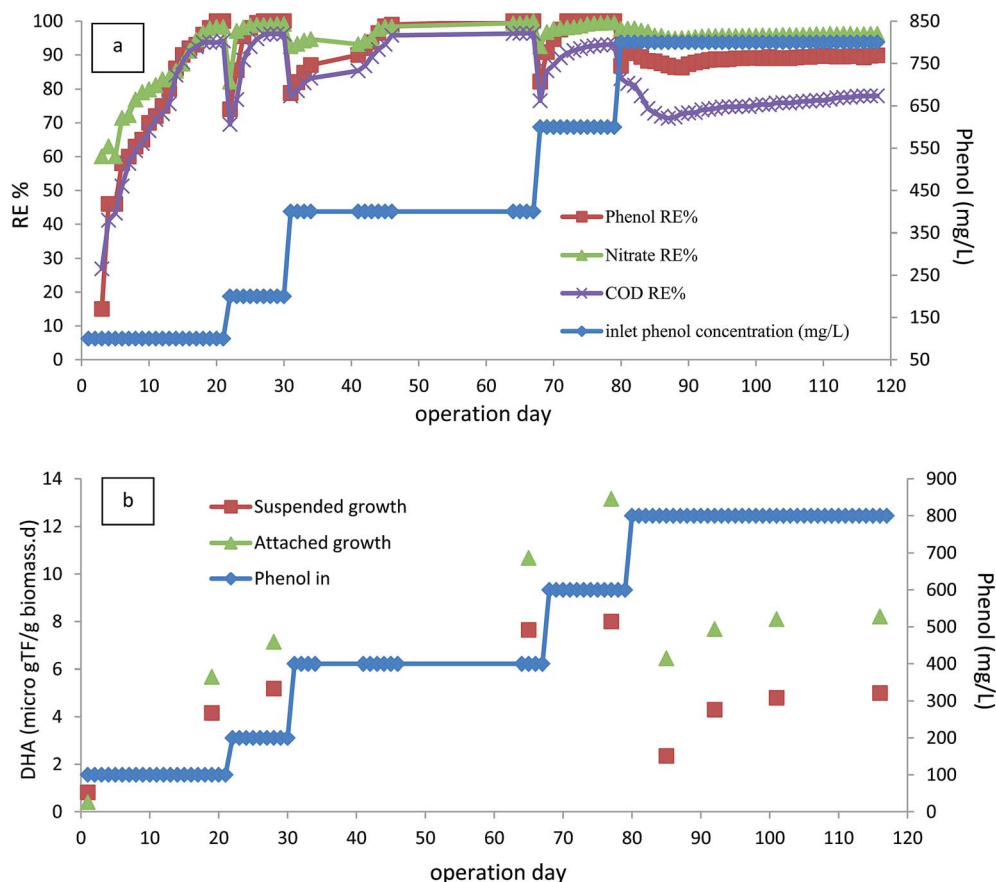 a
RE %
100
90
80
70
60
50
40
30
20
10
0
850
750
650
550
450
350
250
150
50
Phenol (mg/L)
Phenol RE%
Nitrate RE%
COD RE%
inlet phenol concentration (mg/L)
0 10 20 30 40 50 60 70 80 90 100 110 120
operation day
b
DHA (micro gTF/g biomass.d)
14
12
10
8
6
4
2
0
Suspended growth
Attached growth
Phenol in
900
800
700
600
500
400
300
200
100
0
Phenol (mg/L)
0 10 20 30 40 50 60 70 80 90 100 110 120
operation day